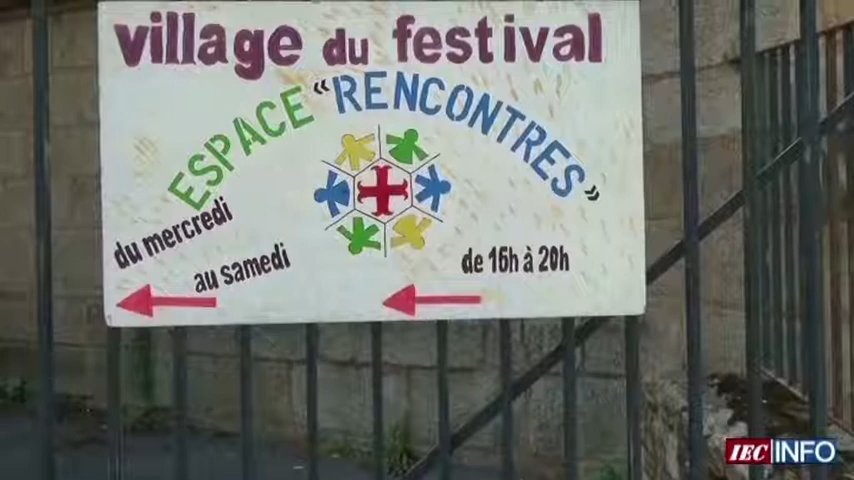 village du festival
ESPACE "RENCONTRES"
du mercredi
au samedi
de 16h à 20h
IEC INFO